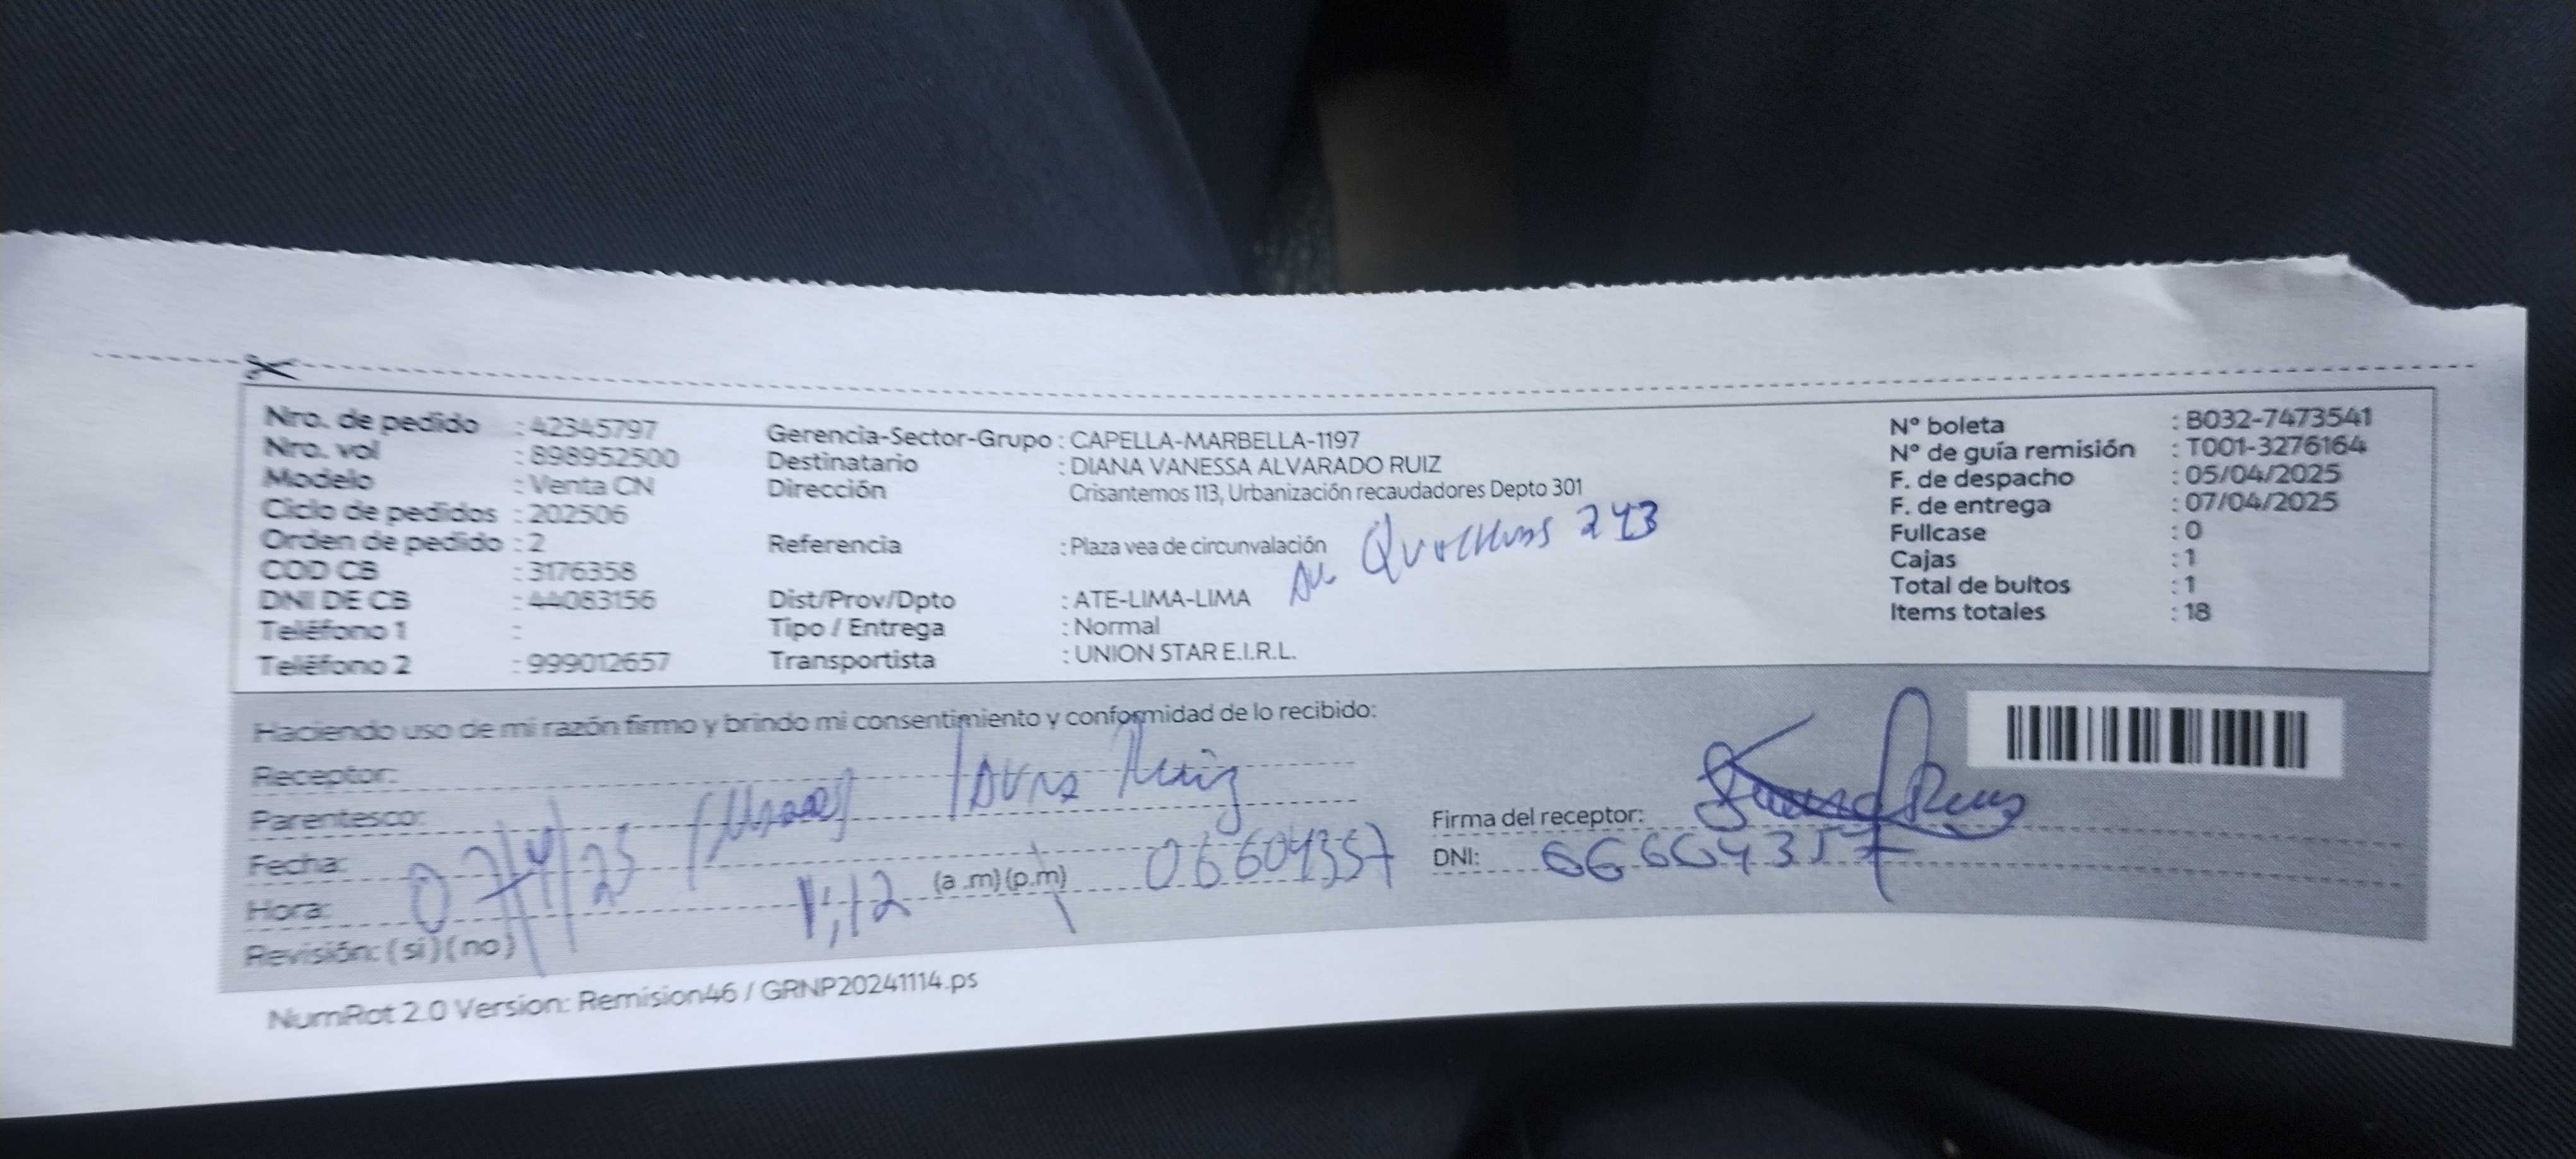 Nro. de pedido : 42345797
Nro. vol : 898952500
Modelo : Venta CN
Ciclo de pedidos : 202506
Orden de pedido : 2
COD CB : 3176358
DNI DE CB : 44083156
Teléfono 1 :
Teléfono 2 : 999012657
Gerencia-Sector-Grupo : CAPELLA-MARBELLA-1197
Destinatario : DIANA VANESSA ALVARADO RUIZ
Dirección Crisantemos 113, Urbanización recaudadores Depto 301
Referencia : Plaza vea de circunvalación
243
Dist/Prov/Dpto : ATE-LIMA-LIMA
Tipo / Entrega : Normal
Transportista : UNION STAR E.I.R.L.
N° boleta : B032-7473541
N° de guía remisión : T001-3276164
F. de despacho : 05/04/2025
F. de entrega : 07/04/2025
Fullcase : 0
Cajas : 1
Total de bultos : 1
Items totales : 18
Haciendo uso de mi razón firmo y brindo mi consentimiento y conformidad de lo recibido:
Receptor: Ruiz
Parentesco:
Fecha: 07/4/25
Hora: 1:12 (a .m) (p.m) 06604357
Revisión: ( si ) ( no )
Firma del receptor:
DNI:
NumRot 2.0 Version: Remision46 / GRNP20241114.ps